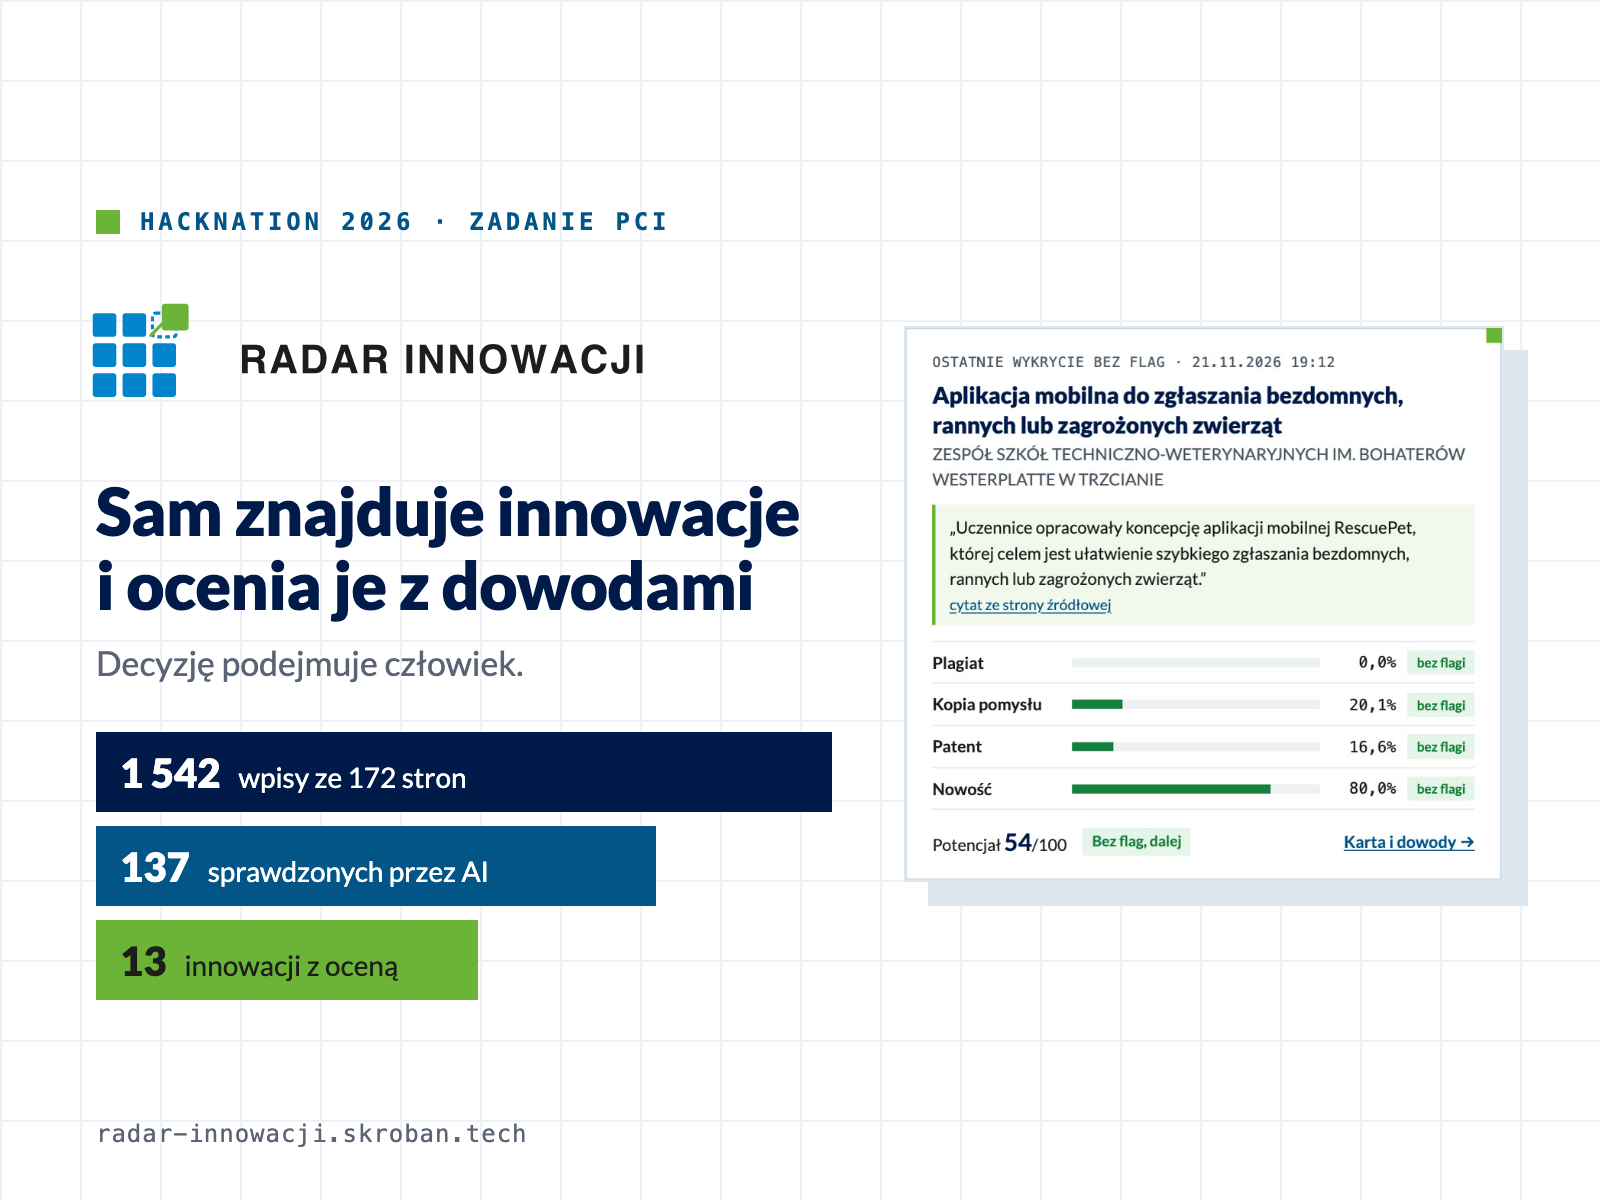 HACKNATION 2026 · ZADANIE PCI
RADAR INNOWACJI
Sam znajduje innowacje
i ocenia je z dowodami
Decyzję podejmuje człowiek.
1 542 wpisy ze 172 stron
137 sprawdzonych przez AI
13 innowacji z oceną
radar-innowacji.skroban.tech
OSTATNIE WYKRYCIE BEZ FLAG · 21.11.2026 19:12
Aplikacja mobilna do zgłaszania bezdomnych,
rannych lub zagrożonych zwierząt
ZESPÓŁ SZKÓŁ TECHNICZNO-WETERYNARYJNYCH IM. BOHATERÓW
WESTERPLATTE W TRZCIANIE
„Uczennice opracowały koncepcję aplikacji mobilnej RescuePet,
której celem jest ułatwienie szybkiego zgłaszania bezdomnych,
rannych lub zagrożonych zwierząt.”
cytat ze strony źródłowej
Plagiat 0,0% bez flagi
Kopia pomysłu 20,1% bez flagi
Patent 16,6% bez flagi
Nowość 80,0% bez flagi
Potencjał 54/100 Bez flag, dalej Karta i dowody →